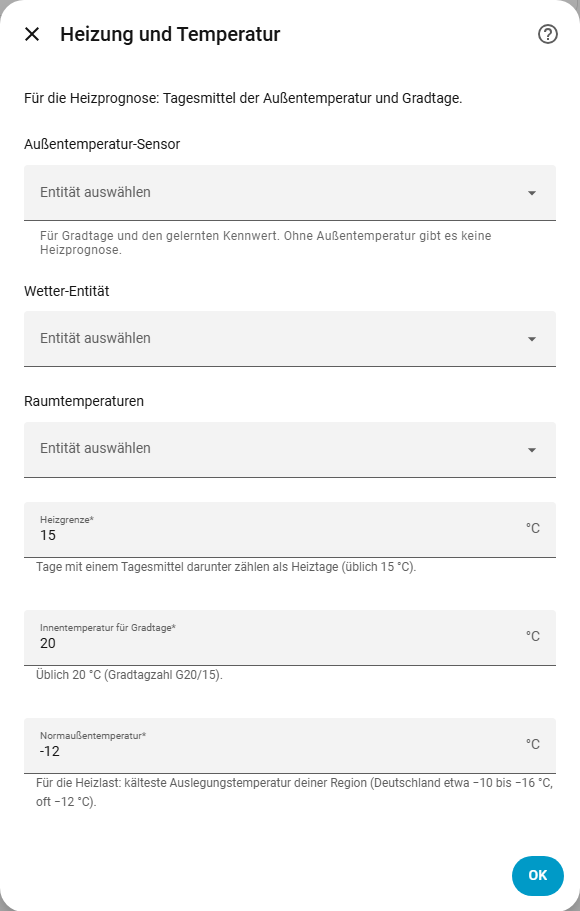 Heizung und Temperatur
Für die Heizprognose: Tagesmittel der Außentemperatur und Gradtage.
Außentemperatur-Sensor
Entität auswählen
Für Gradtage und den gelernten Kennwert. Ohne Außentemperatur gibt es keine
Heizprognose.
Wetter-Entität
Entität auswählen
Raumtemperaturen
Entität auswählen
Heizgrenze*
15 °C
Tage mit einem Tagesmittel darunter zählen als Heiztage (üblich 15 °C).
Innentemperatur für Gradtage*
20 °C
Üblich 20 °C (Gradtagzahl G20/15).
Normaußentemperatur*
-12 °C
Für die Heizlast: kälteste Auslegungstemperatur deiner Region (Deutschland etwa −10 bis −16 °C,
oft −12 °C).
OK